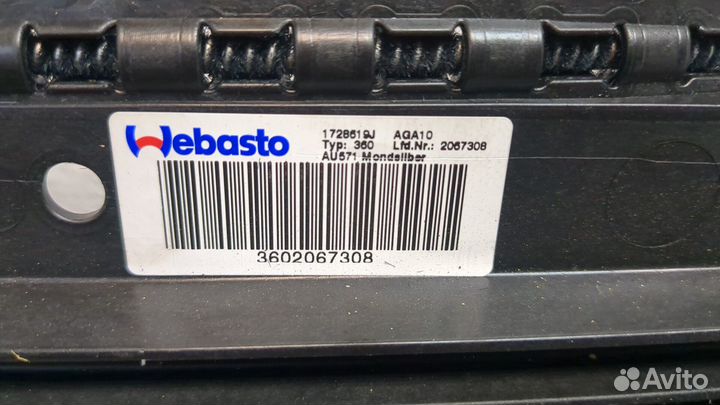 Webasto
1728619J AGA10
Typ: 360 Lfd.Nr.: 2067308
AU571 Mondsilber
3602067308
Avito